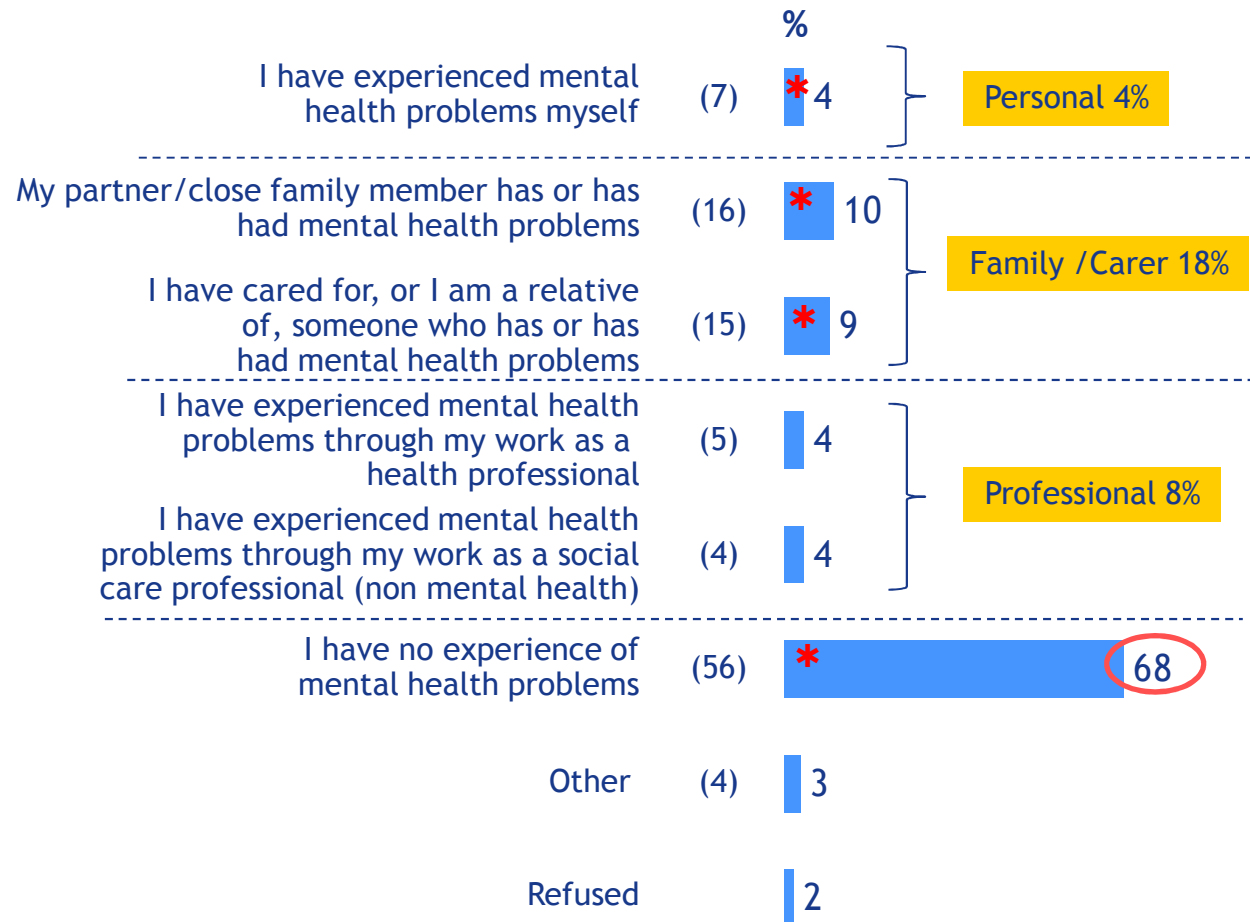 %
I have experienced mental
health problems myself
(7)
* 4
Personal 4%
My partner/close family member has or has
had mental health problems
(16)
* 10
Family /Carer 18%
I have cared for, or I am a relative
of, someone who has or has
had mental health problems
(15)
* 9
I have experienced mental health
problems through my work as a
health professional
(5)
4
Professional 8%
I have experienced mental health
problems through my work as a social
care professional (non mental health)
(4)
4
I have no experience of
mental health problems
(56)
* 68
Other
(4)
3
Refused
2